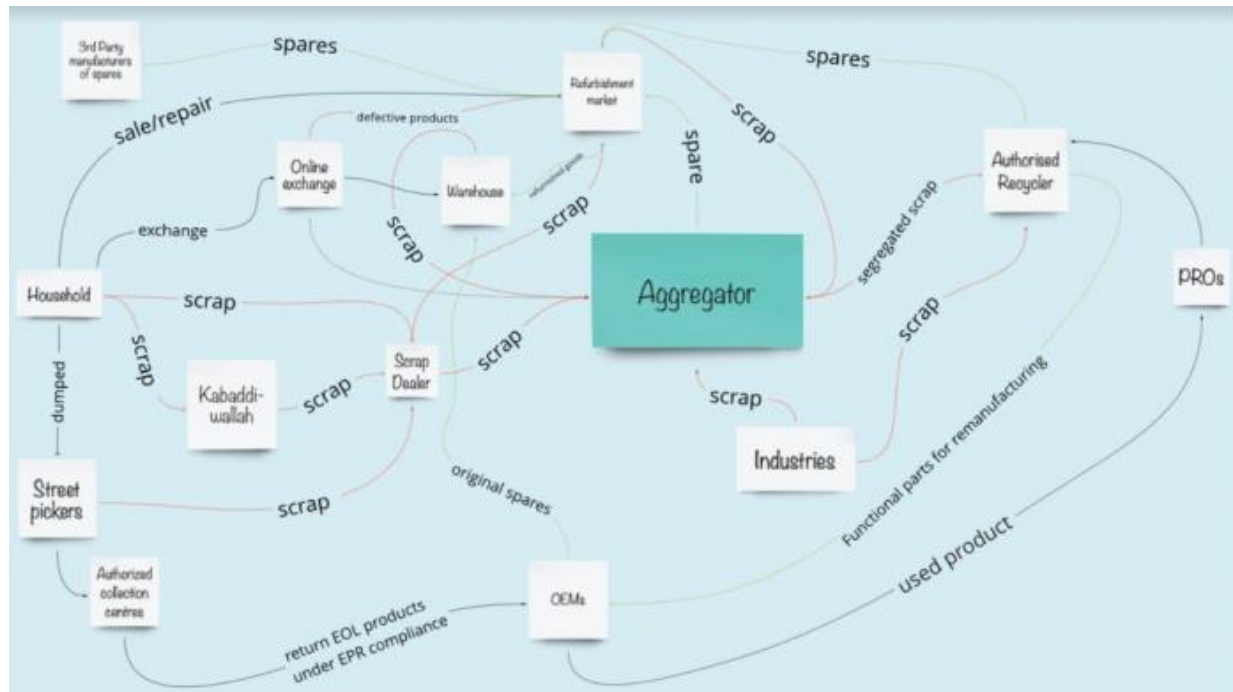 3rd Party
manufacturers
of spares
spares
Refurbishment
market
spares
sale/repair
defective products
scrap
Online
exchange
Warehouse
refurbished goods
spare
Authorised
Recycler
exchange
scrap
scrap
segregated scrap
Household
scrap
Aggregator
PROs
scrap
scrap
scrap
dumped
Kabaddi-
wallah
scrap
Scrap
Dealer
scrap
Industries
Functional parts for remanufacturing
Street
pickers
scrap
original spares
used product
Authorized
collection
centres
OEMs
return EOL products
under EPR compliance